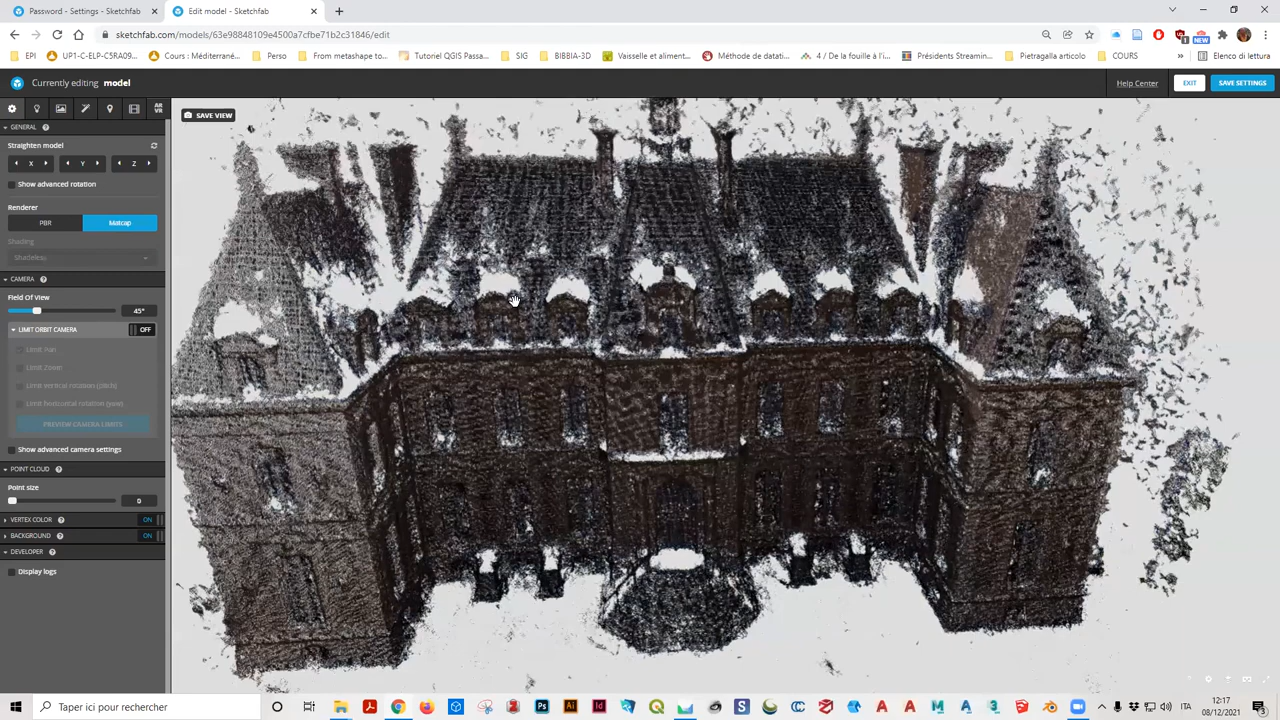 Password - Settings - Sketchfab
Edit model - Sketchfab
sketchfab.com/models/63e98848109e4500a7cfbe71b2c31846/edit
EPI
UP1-C-ELP-C5RA09...
Cours : Méditerrané...
Perso
From metashape to...
Tutoriel QGIS Passa...
SIG
BIBBIA-3D
Vaisselle et aliment...
Méthode de datati...
4 / De la fouille à l'i...
Présidents Streamin...
Pietragalla articolo
COURS
Elenco di lettura
Currently editing model
Help Center
EXIT
SAVE SETTINGS
AR
VR
SAVE VIEW
GENERAL
Straighten model
X
Y
Z
Show advanced rotation
Renderer
PBR
Matcap
Shading
Shadeless
CAMERA
Field Of View
45°
LIMIT ORBIT CAMERA
OFF
Limit Pan
Limit Zoom
Limit vertical rotation (pitch)
Limit horizontal rotation (yaw)
PREVIEW CAMERA LIMITS
Show advanced camera settings
POINT CLOUD
Point size
0
VERTEX COLOR
ON
BACKGROUND
ON
DEVELOPER
Display logs
Taper ici pour rechercher
ITA
12:17
08/12/2021